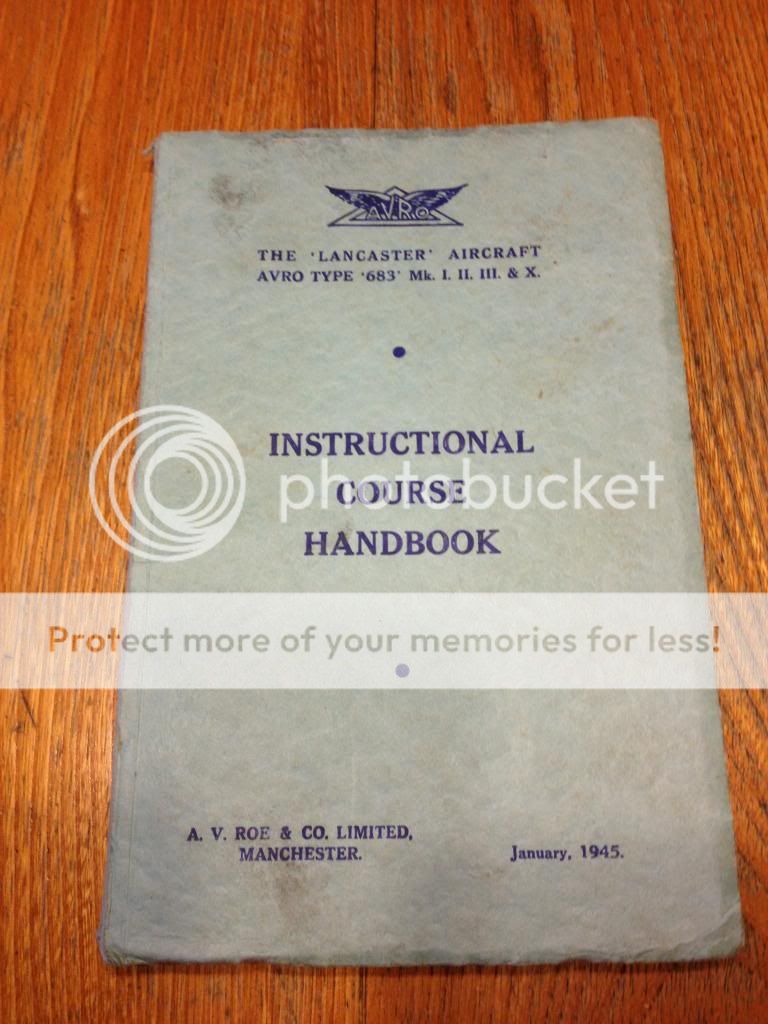 A.V.Roe
THE 'LANCASTER' AIRCRAFT
AVRO TYPE '683' Mk. I. II. III. & X.
INSTRUCTIONAL
COURSE
HANDBOOK
photobucket
Protect more of your memories for less!
A. V. ROE & CO. LIMITED,
MANCHESTER.
January, 1945.